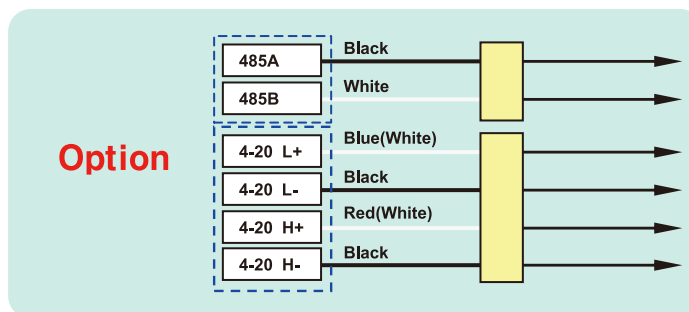 485A Black
485B White
Option
4-20 L+ Blue(White)
4-20 L- Black
4-20 H+ Red(White)
4-20 H- Black